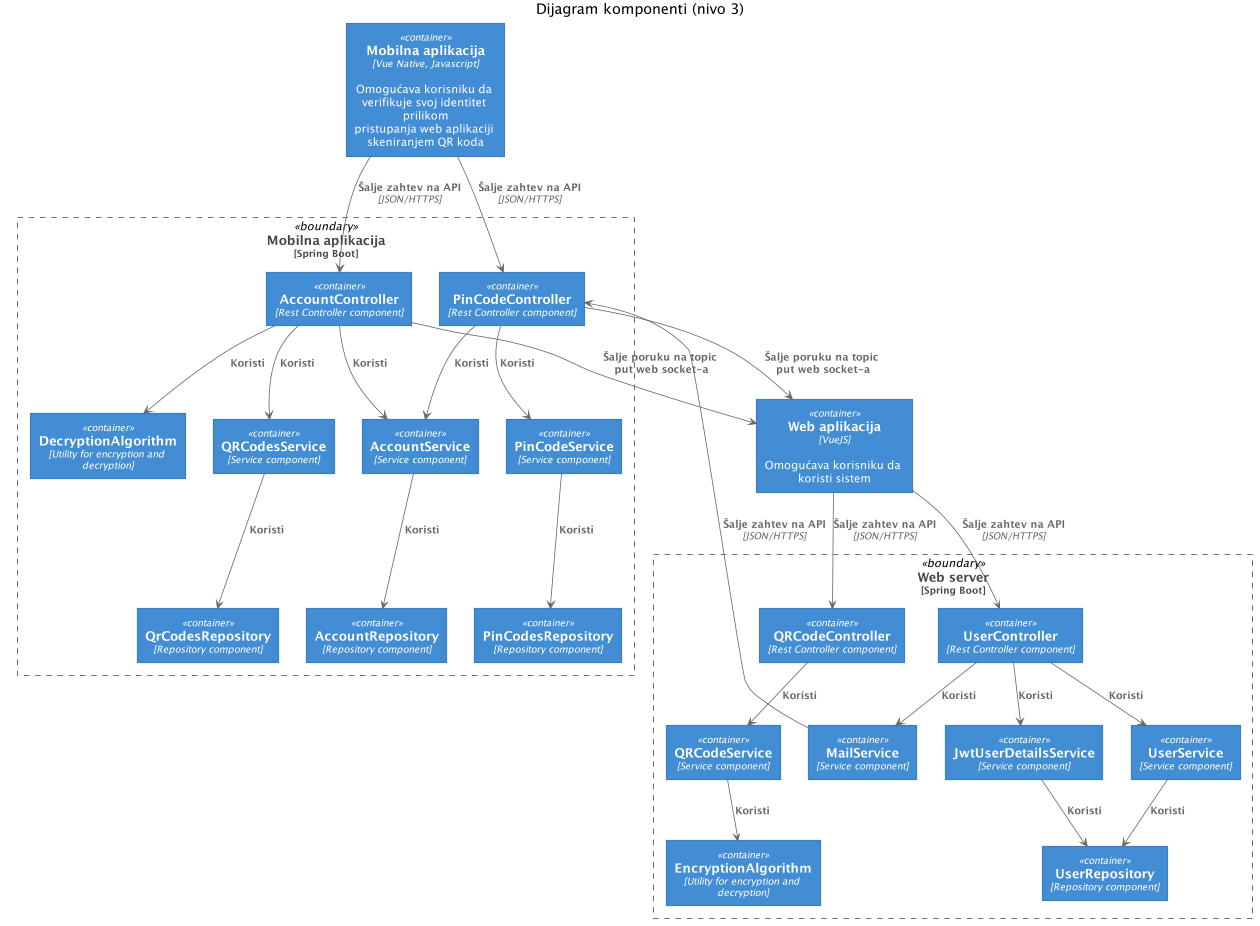 Dijagram komponenti (nivo 3)
«container»
Mobilna aplikacija
[Vue Native, Javascript]
Omogućava korisniku da
verifikuje svoj identitet
prilikom
pristupanja web aplikaciji
skeniranjem QR koda
Šalje zahtev na API
[JSON/HTTPS]
Šalje zahtev na API
[JSON/HTTPS]
«boundary»
Mobilna aplikacija
[Spring Boot]
«container»
AccountController
[Rest Controller component]
«container»
PinCodeController
[Rest Controller component]
Koristi
Koristi
Koristi
Koristi
Koristi
Šalje poruku na topic
put web socket-a
Šalje poruku na topic
put web socket-a
«container»
DecryptionAlgorithm
[Utility for encryption and
decryption]
«container»
QRCodesService
[Service component]
«container»
AccountService
[Service component]
«container»
PinCodeService
[Service component]
«container»
Web aplikacija
[VueJS]
Omogućava korisniku da
koristi sistem
Koristi
Koristi
Koristi
Šalje zahtev na API
[JSON/HTTPS]
Šalje zahtev na API
[JSON/HTTPS]
Šalje zahtev na API
[JSON/HTTPS]
«container»
QrCodesRepository
[Repository component]
«container»
AccountRepository
[Repository component]
«container»
PinCodesRepository
[Repository component]
«boundary»
Web server
[Spring Boot]
«container»
QRCodeController
[Rest Controller component]
«container»
UserController
[Rest Controller component]
Koristi
Koristi
Koristi
Koristi
«container»
QRCodeService
[Service component]
«container»
MailService
[Service component]
«container»
JwtUserDetailsService
[Service component]
«container»
UserService
[Service component]
Koristi
Koristi
Koristi
«container»
EncryptionAlgorithm
[Utility for encryption and
decryption]
«container»
UserRepository
[Repository component]